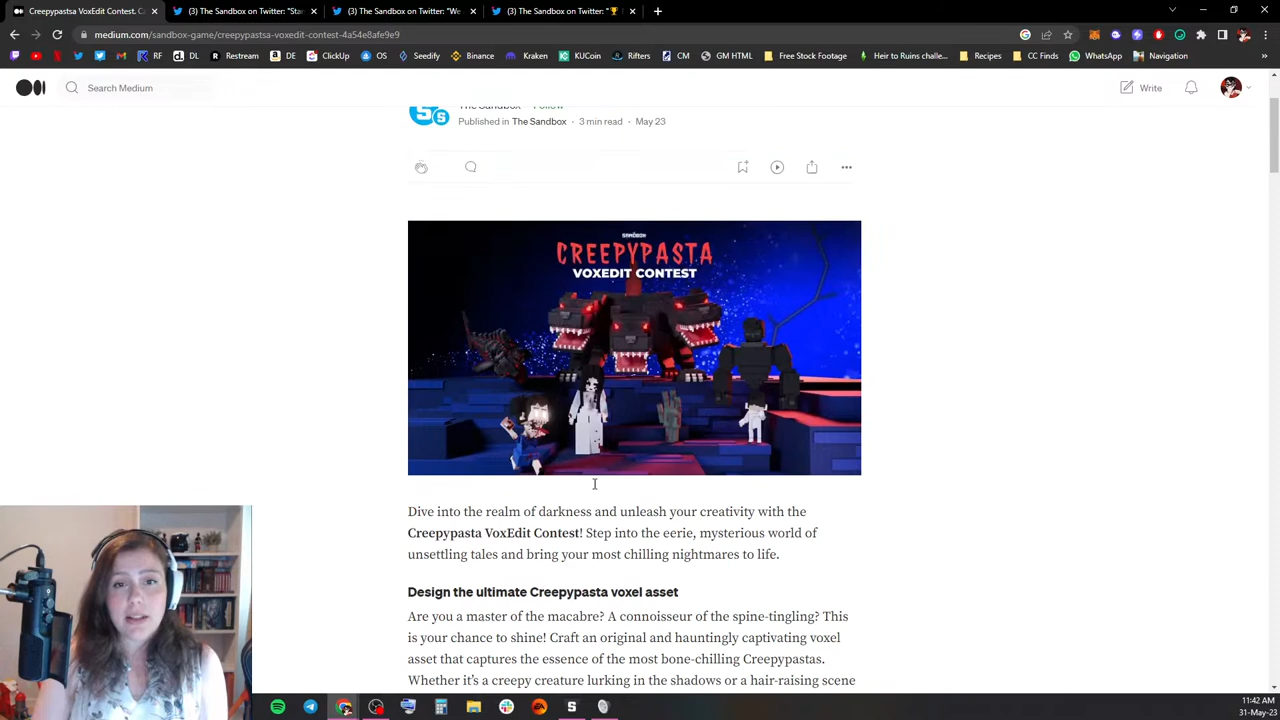 Creepypasta VoxEdit Contest. C
(3) The Sandbox on Twitter: "Star
(3) The Sandbox on Twitter: "We
(3) The Sandbox on Twitter: "🏆
medium.com/sandbox-game/creepypastta-voxedit-contest-4a54e8afe9e9
RF
DL
Restream
ClickUp
OS
Seedify
Binance
Kraken
KUCoin
Rifters
CM
GM HTML
Free Stock Footage
Heir to Ruins challe...
Recipes
CC Finds
WhatsApp
Navigation
Search Medium
Write
The Sandbox · Follow
Published in The Sandbox · 3 min read · May 23
SANDBOX
CREEPYPASTA
VOXEDIT CONTEST
Dive into the realm of darkness and unleash your creativity with the
Creepypasta VoxEdit Contest! Step into the eerie, mysterious world of
unsettling tales and bring your most chilling nightmares to life.
Design the ultimate Creepypasta voxel asset
Are you a master of the macabre? A connoisseur of the spine-tingling? This
is your chance to shine! Craft an original and hauntingly captivating voxel
asset that captures the essence of the most bone-chilling Creepypastas.
Whether it's a creepy creature lurking in the shadows or a hair-raising scene
11:42 AM
31-May-23